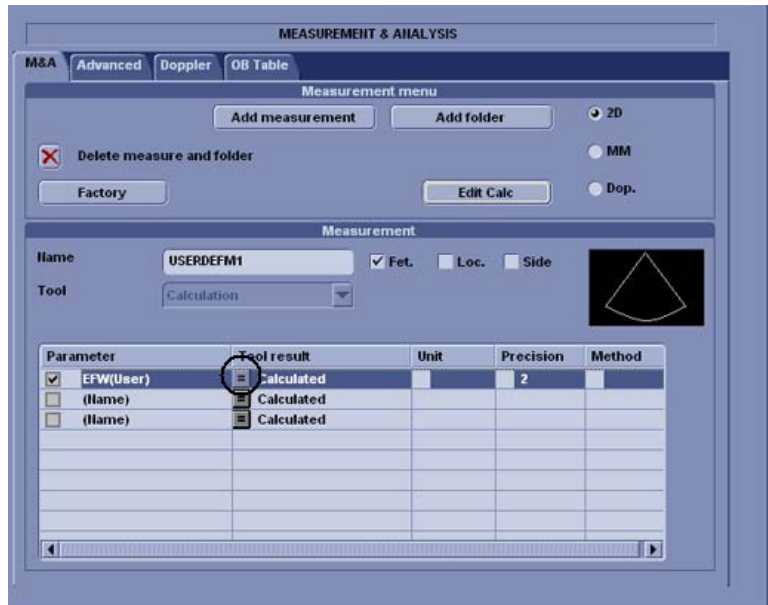 MEASUREMENT & ANALYSIS
M&A Advanced Doppler OB Table
Measurement menu
Add measurement Add folder 2D
Delete measure and folder MM
Factory Edit Calc Dop.
Measurement
Name USERDEFM1 Fet. Loc. Side
Tool Calculation
Parameter Tool result Unit Precision Method
EFW(User) = Calculated 2
(Name) = Calculated
(Name) = Calculated